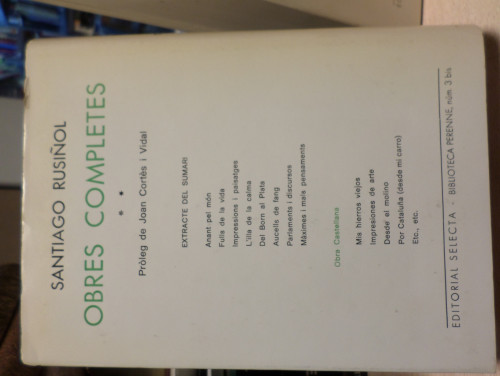 SANTIAGO RUSIÑOL
OBRES COMPLETES
* *
Pròleg de Joan Cortès i Vidal
EXTRACTE DEL SUMARI
Anant pel món
Fulls de la vida
Impressions i paisatges
L'illa de la calma
Del Born al Plata
Aucells de fang
Parlaments i discursos
Màximes i mals pensaments
Obra Castellana
Mis hierros viejos
Impresiones de arte
Desde el molino
Por Cataluña (desde mi carro)
Etc., etc.
EDITORIAL SELECTA - BIBLIOTECA PERENNE, núm. 3 bis